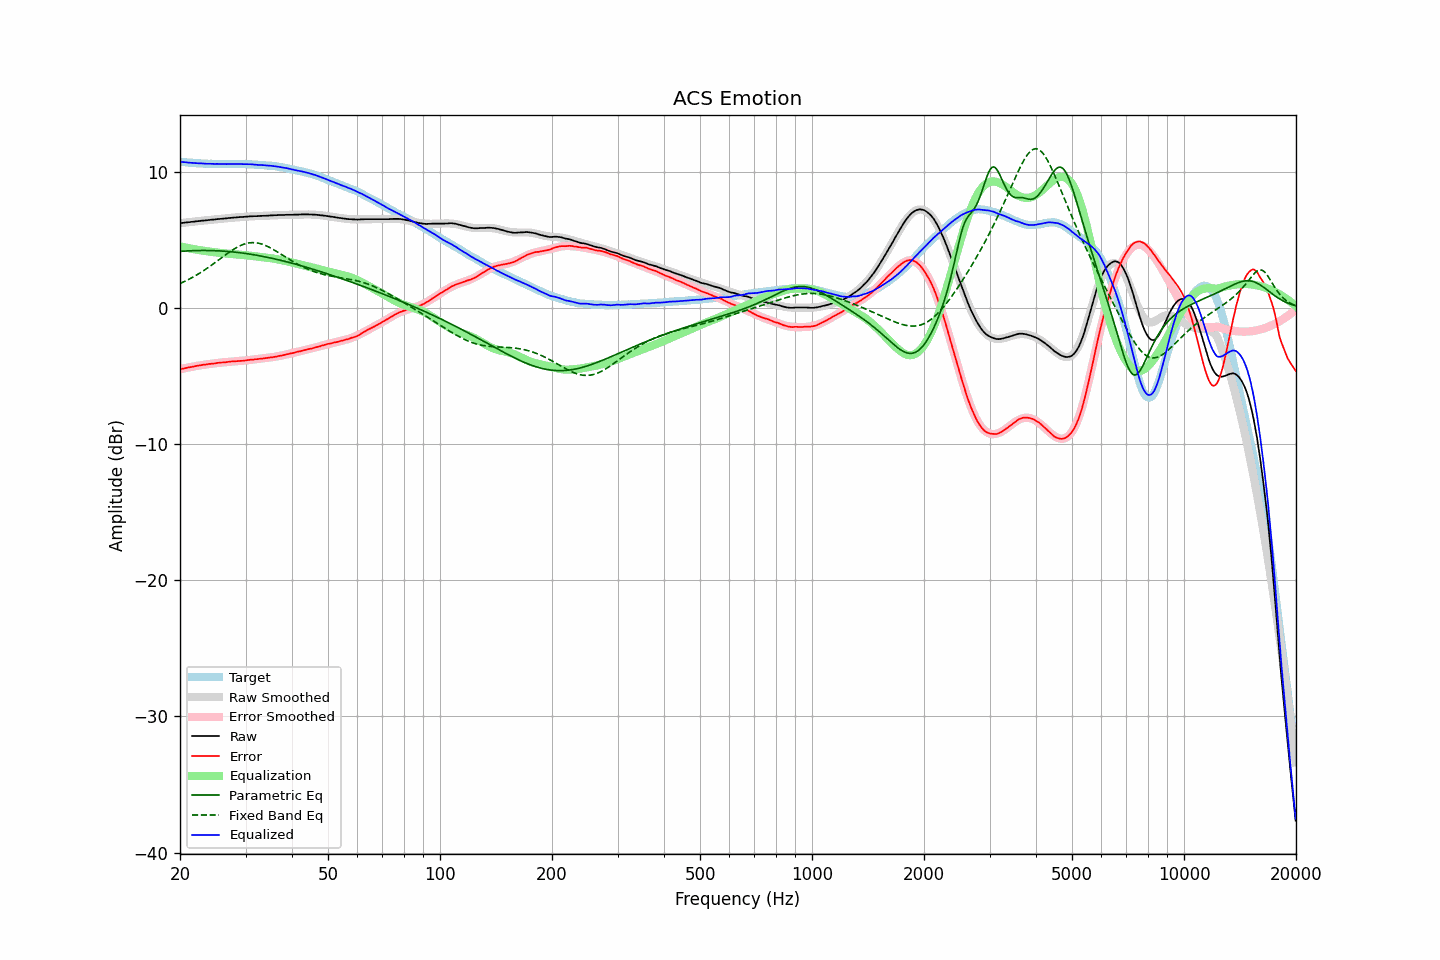 ACS Emotion
10
0
−10
−20
−30
−40
Amplitude (dBr)
Target
Raw Smoothed
Error Smoothed
Raw
Error
Equalization
Parametric Eq
Fixed Band Eq
Equalized
20 50 100 200 500 1000 2000 5000 10000 20000
Frequency (Hz)